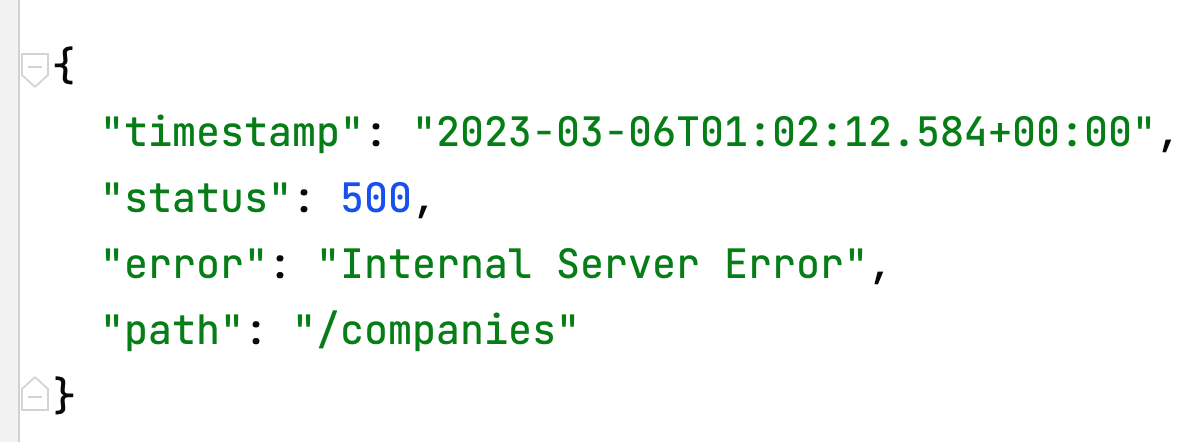 {
"timestamp": "2023-03-06T01:02:12.584+00:00",
"status": 500,
"error": "Internal Server Error",
"path": "/companies"
}